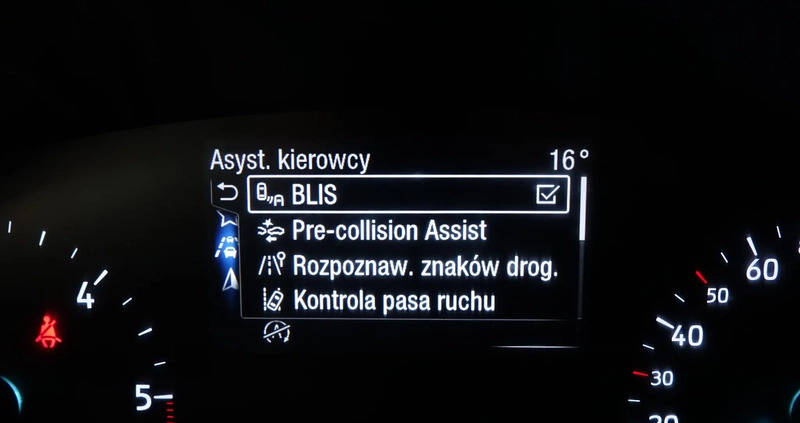 Asyst. kierowcy 16°
BLIS
Pre-collision Assist
Rozpoznaw. znaków drog.
Kontrola pasa ruchu
4
5
60
50
40
30